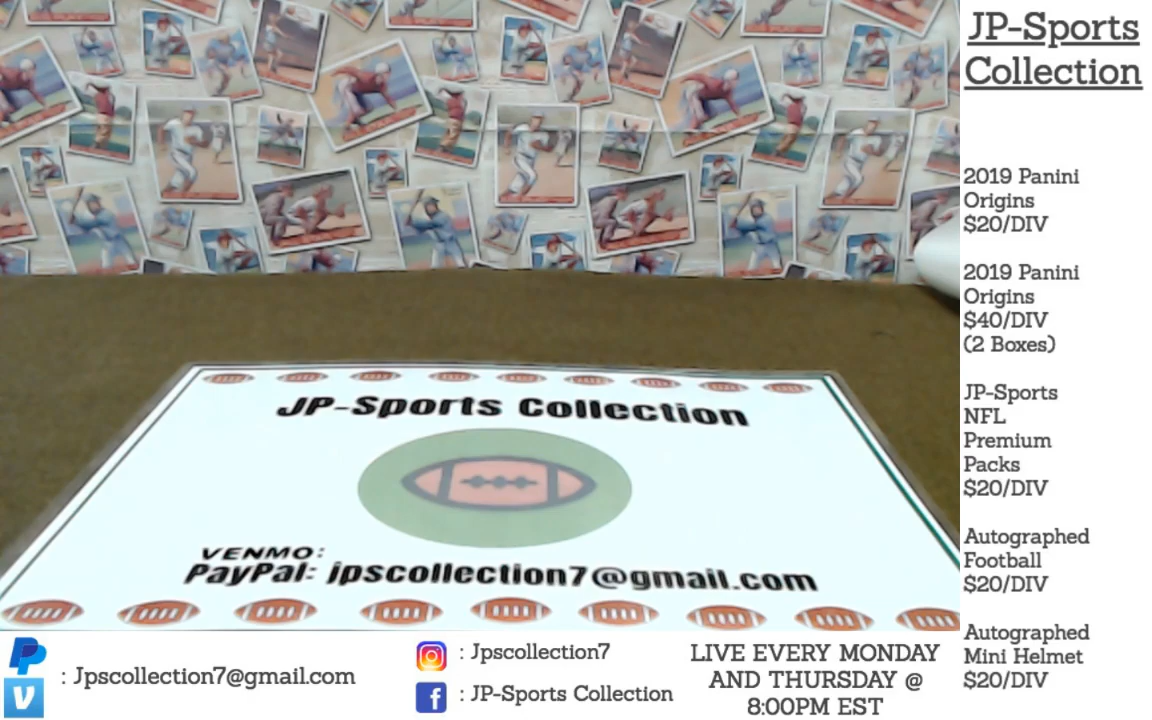 JP-Sports
Collection
2019 Panini
Origins
$20/DIV
2019 Panini
Origins
$40/DIV
(2 Boxes)
JP-Sports
NFL
Premium
Packs
$20/DIV
Autographed
Football
$20/DIV
Autographed
Mini Helmet
$20/DIV
JP-Sports Collection
VENMO:
PayPal: jpscollection7@gmail.com
: Jpscollection7@gmail.com
: Jpscollection7
: JP-Sports Collection
LIVE EVERY MONDAY
AND THURSDAY @
8:00PM EST